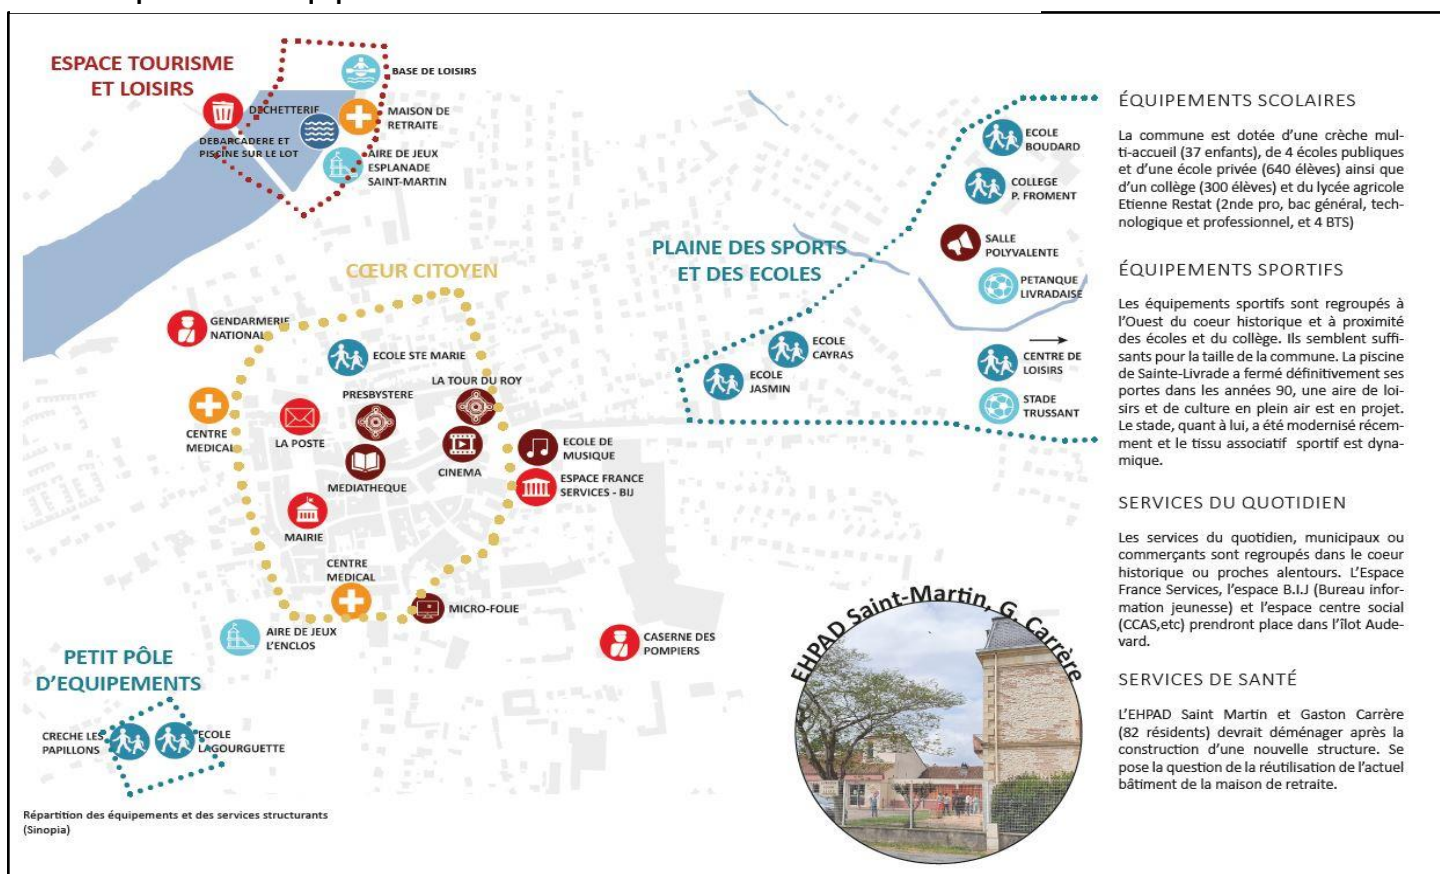 ESPACE TOURISME
ET LOISIRS
BASE DE LOISIRS
DECHETTERIE
MAISON DE
RETRAITE
DEBARCADERE ET
PISCINE SUR LE LOT
AIRE DE JEUX
ESPLANADE
SAINT-MARTIN
CŒUR CITOYEN
GENDARMERIE
NATIONAL
ECOLE STE MARIE
LA TOUR DU ROY
PRESBYSTERE
CENTRE
MEDICAL
LA POSTE
MEDIATHEQUE
CINEMA
ECOLE DE
MUSIQUE
ESPACE FRANCE
SERVICES - BIJ
MAIRIE
CENTRE
MEDICAL
MICRO-FOLIE
AIRE DE JEUX
L'ENCLOS
CASERNE DES
POMPIERS
PETIT PÔLE
D'EQUIPEMENTS
CRECHE LES
PAPILLONS
ECOLE
LAGOURGUETTE
PLAINE DES SPORTS
ET DES ECOLES
ECOLE
BOUDARD
COLLEGE
P. FROMENT
SALLE
POLYVALENTE
PETANQUE
LIVRADAISE
ECOLE
CAYRAS
ECOLE
JASMIN
CENTRE DE
LOISIRS
STADE
TRUSSANT
EHPAD Saint-Martin, G. Carrère
Répartition des équipements et des services structurants
(Sinopia)
ÉQUIPEMENTS SCOLAIRES
La commune est dotée d'une crèche mul-
ti-accueil (37 enfants), de 4 écoles publiques
et d'une école privée (640 élèves) ainsi que
d'un collège (300 élèves) et du lycée agricole
Etienne Restat (2nde pro, bac général, tech-
nologique et professionnel, et 4 BTS)
ÉQUIPEMENTS SPORTIFS
Les équipements sportifs sont regroupés à
l'Ouest du coeur historique et à proximité
des écoles et du collège. Ils semblent suffi-
sants pour la taille de la commune. La piscine
de Sainte-Livrade a fermé définitivement ses
portes dans les années 90, une aire de loi-
sirs et de culture en plein air est en projet.
Le stade, quant à lui, a été modernisé récem-
ment et le tissu associatif sportif est dyna-
mique.
SERVICES DU QUOTIDIEN
Les services du quotidien, municipaux ou
commerçants sont regroupés dans le coeur
historique ou proches alentours. L'Espace
France Services, l'espace B.I.J (Bureau infor-
mation jeunesse) et l'espace centre social
(CCAS,etc) prendront place dans l'îlot Aude-
vard.
SERVICES DE SANTÉ
L'EHPAD Saint Martin et Gaston Carrère
(82 résidents) devrait déménager après la
construction d'une nouvelle structure. Se
pose la question de la réutilisation de l'actuel
bâtiment de la maison de retraite.